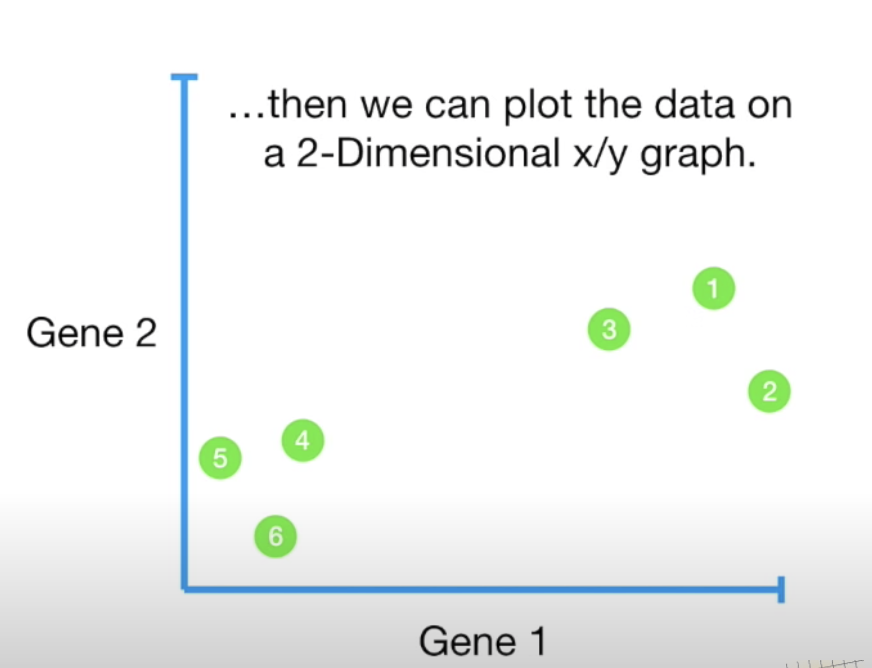 …then we can plot the data on
a 2-Dimensional x/y graph.
1
3
Gene 2
2
4
5
6
Gene 1